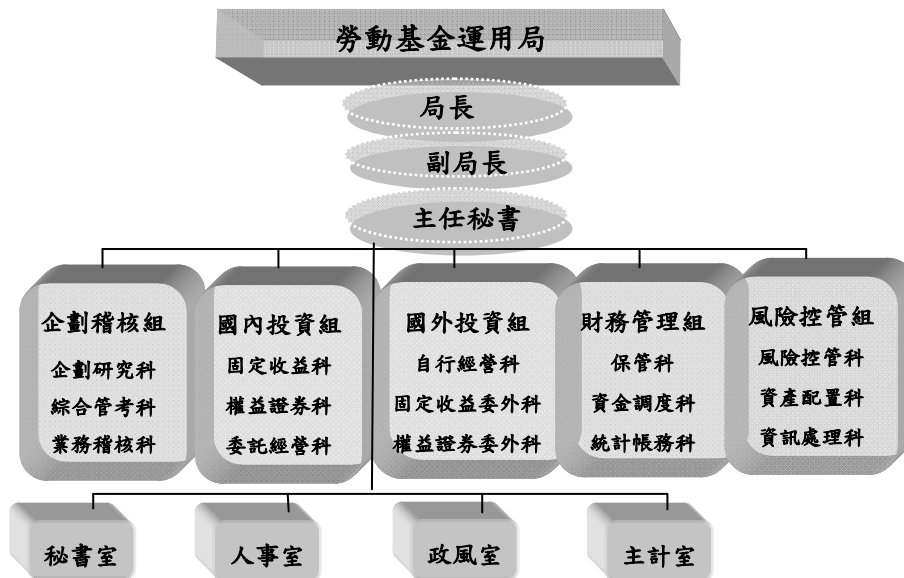 勞動基金運用局
局長
副局長
主任秘書
企劃稽核組
企劃研究科
綜合管考科
業務稽核科
國內投資組
固定收益科
權益證券科
委託經營科
國外投資組
自行經營科
固定收益委外科
權益證券委外科
財務管理組
保管科
資金調度科
統計帳務科
風險控管組
風險控管科
資產配置科
資訊處理科
秘書室
人事室
政風室
主計室